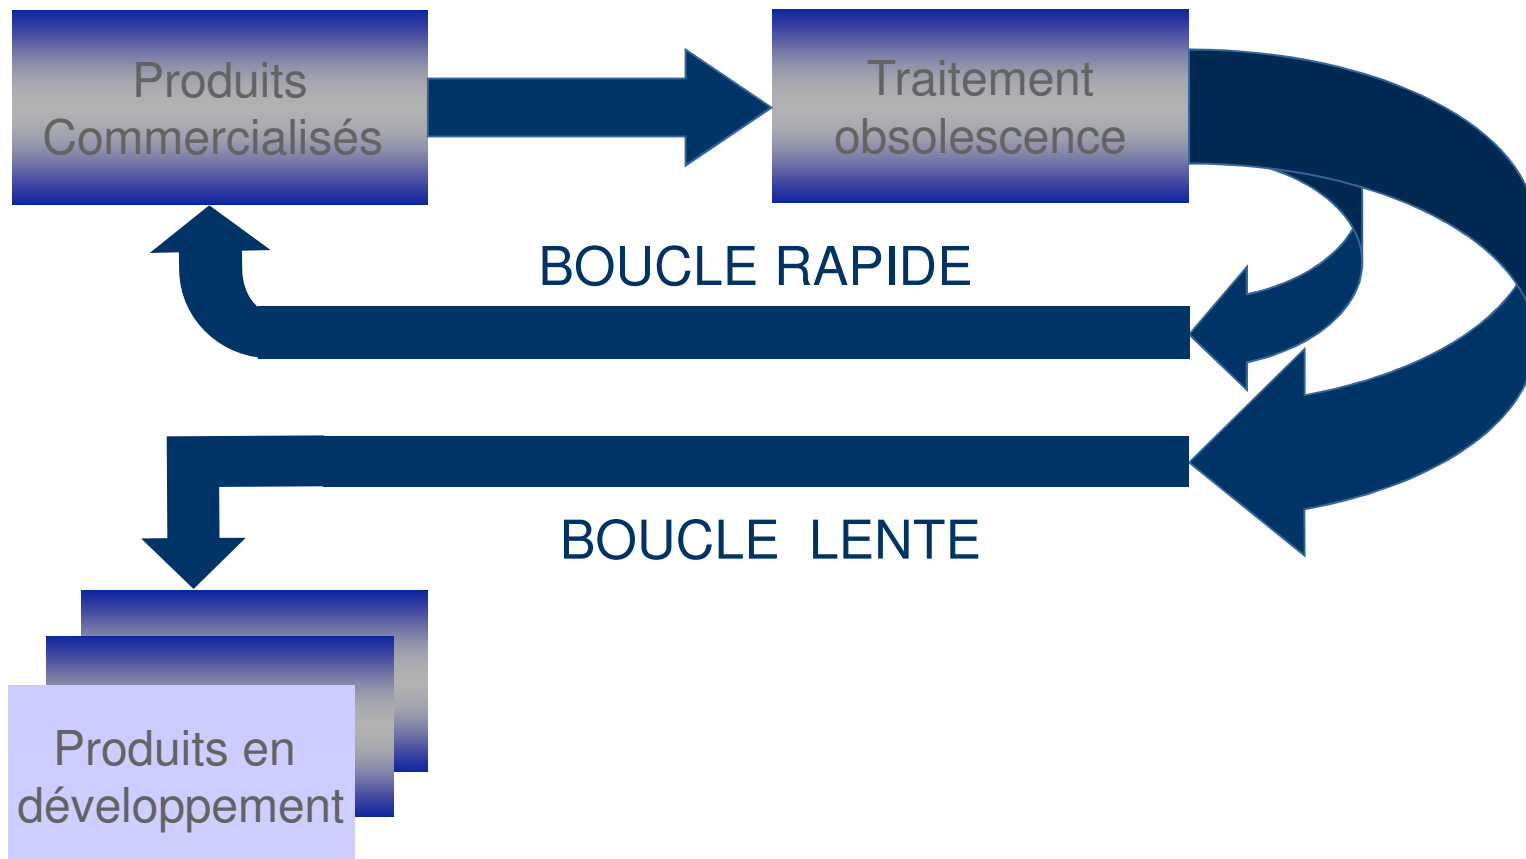 Produits
Commercialisés
Traitement
obsolescence
BOUCLE RAPIDE
BOUCLE LENTE
Produits en
développement